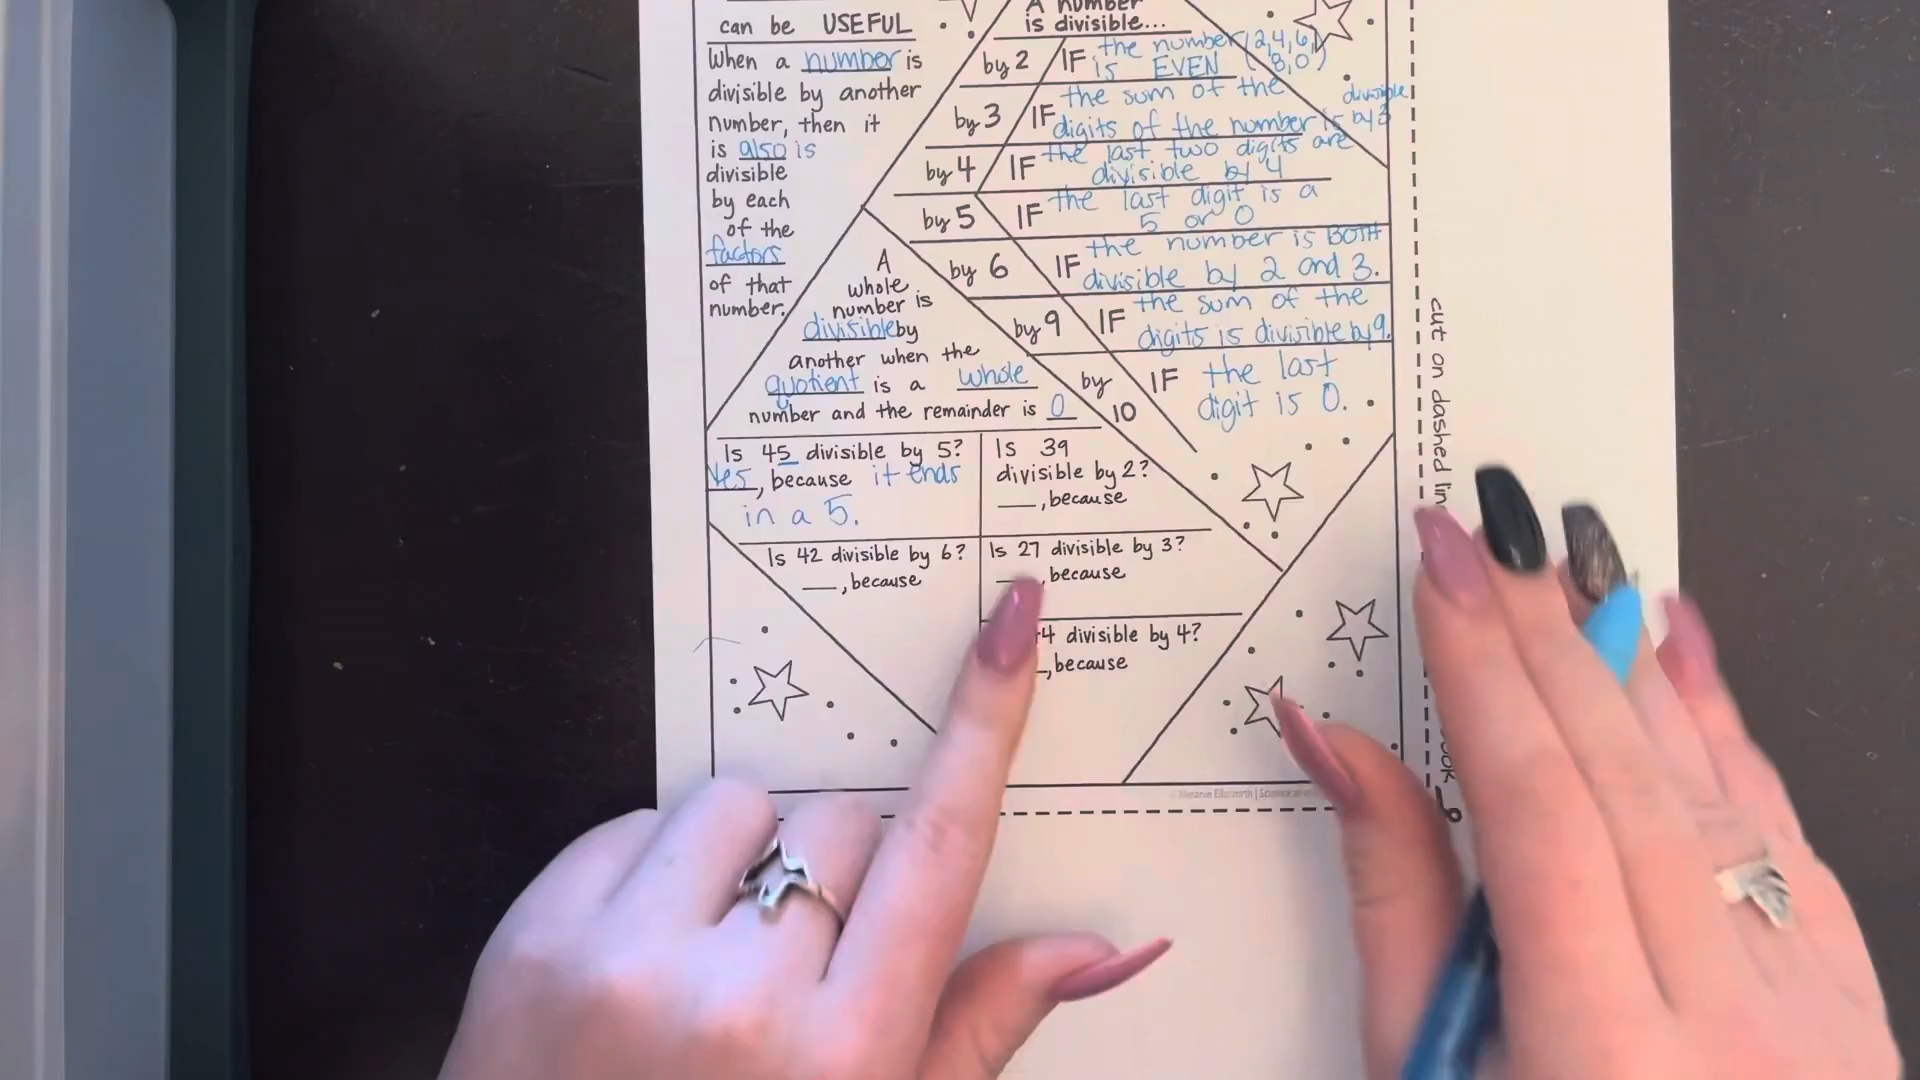 can be USEFUL
When a number is
divisible by another
number, then it
is also is
divisible
by each
of the
factors
of that
number.
A number
is divisible...
by 2 IF the number (2,4,6,
is EVEN 8,0)
by 3 IF the sum of the
digits of the number is divisible by 3
by 4 IF the last two digits are
divisible by 4
by 5 IF the last digit is a
5 or 0
by 6 IF the number is BOTH
divisible by 2 and 3.
by 9 IF the sum of the
digits is divisible by 9.
by 10 IF the last
digit is 0.
A
whole
number is
divisible by
another when the
quotient is a whole
number and the remainder is 0
Is 45 divisible by 5?
Yes, because it ends
in a 5.
Is 39
divisible by 2?
___, because
Is 42 divisible by 6?
___, because
Is 27 divisible by 3?
___, because
4 divisible by 4?
_, because
cut on dashed lin
Melanie Ellsworth | Science